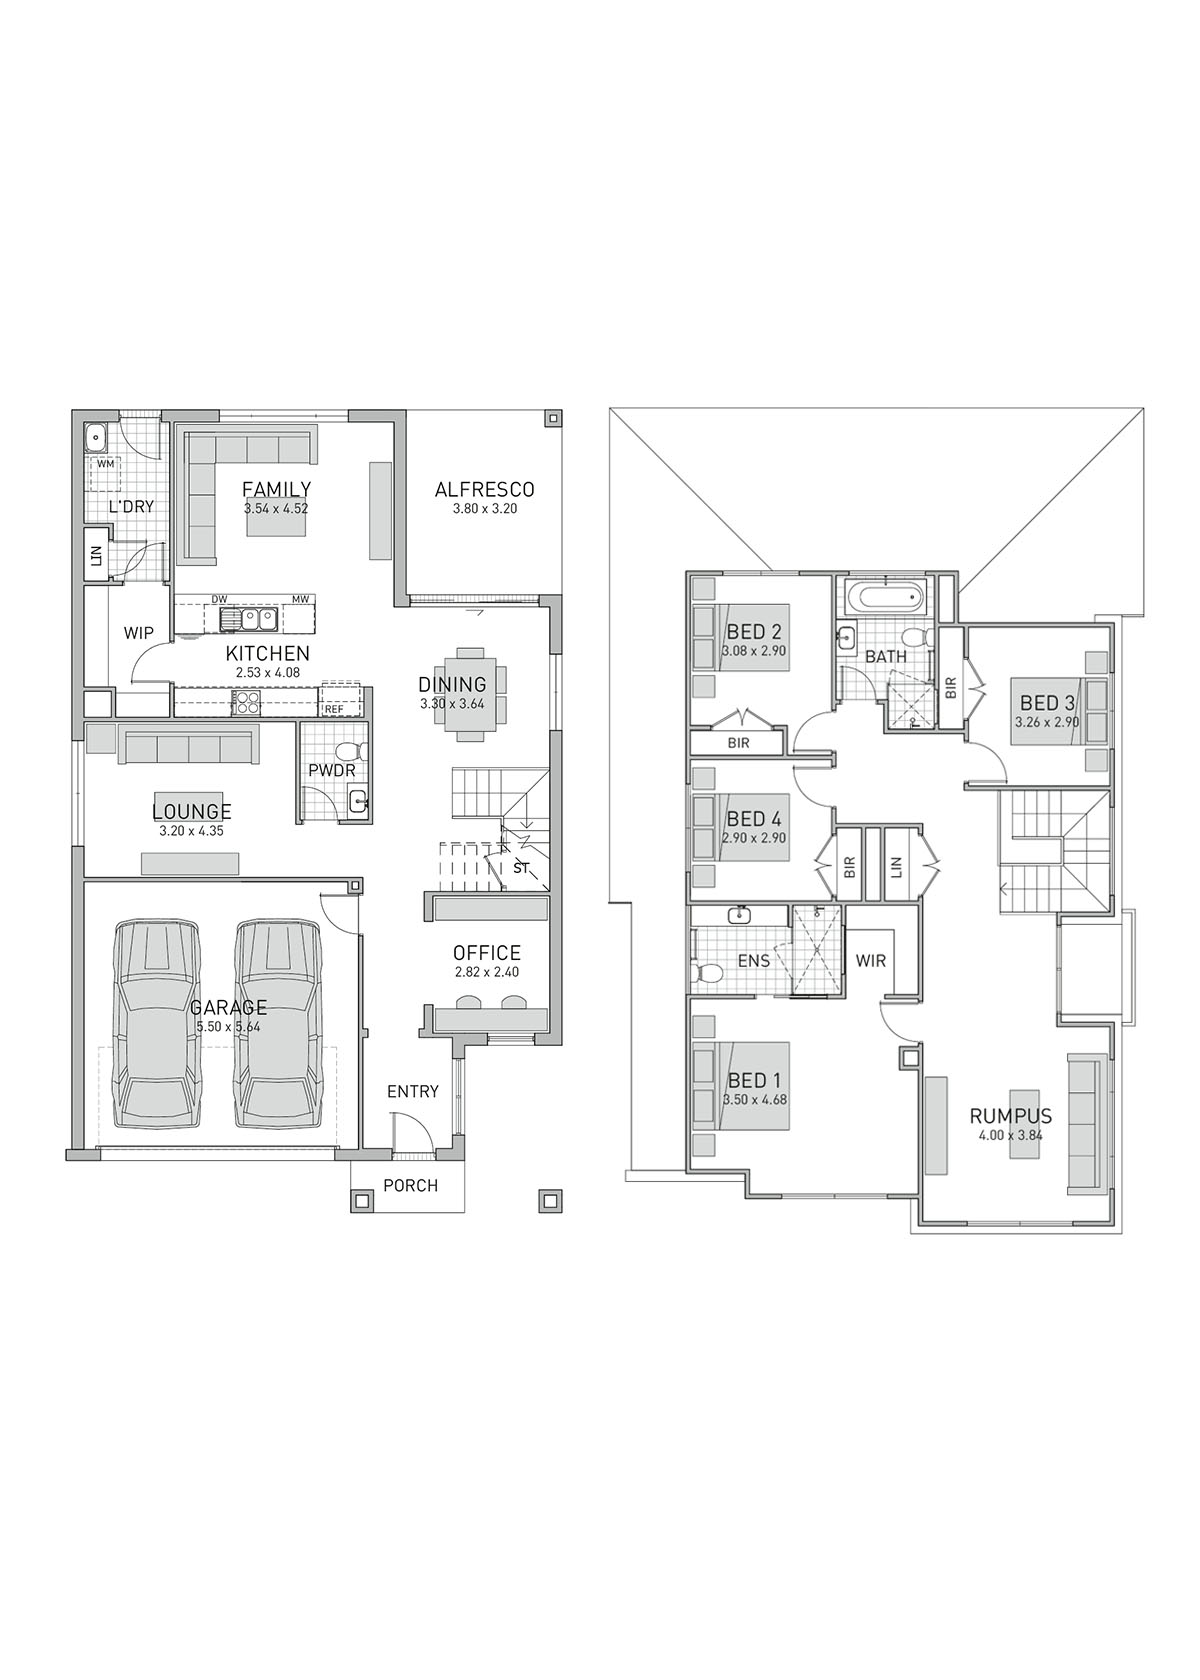 WM
L'DRY
LIN
WIP
FAMILY
3.54 x 4.52
ALFRESCO
3.80 x 3.20
DW
MW
KITCHEN
2.53 x 4.08
REF
DINING
3.30 x 3.64
PWDR
LOUNGE
3.20 x 4.35
ST
GARAGE
5.50 x 5.64
OFFICE
2.82 x 2.40
ENTRY
PORCH
BED 2
3.08 x 2.90
BATH
BIR
BIR
BED 3
3.26 x 2.90
BED 4
2.90 x 2.90
BIR
LIN
ENS
WIR
BED 1
3.50 x 4.68
RUMPUS
4.00 x 3.84